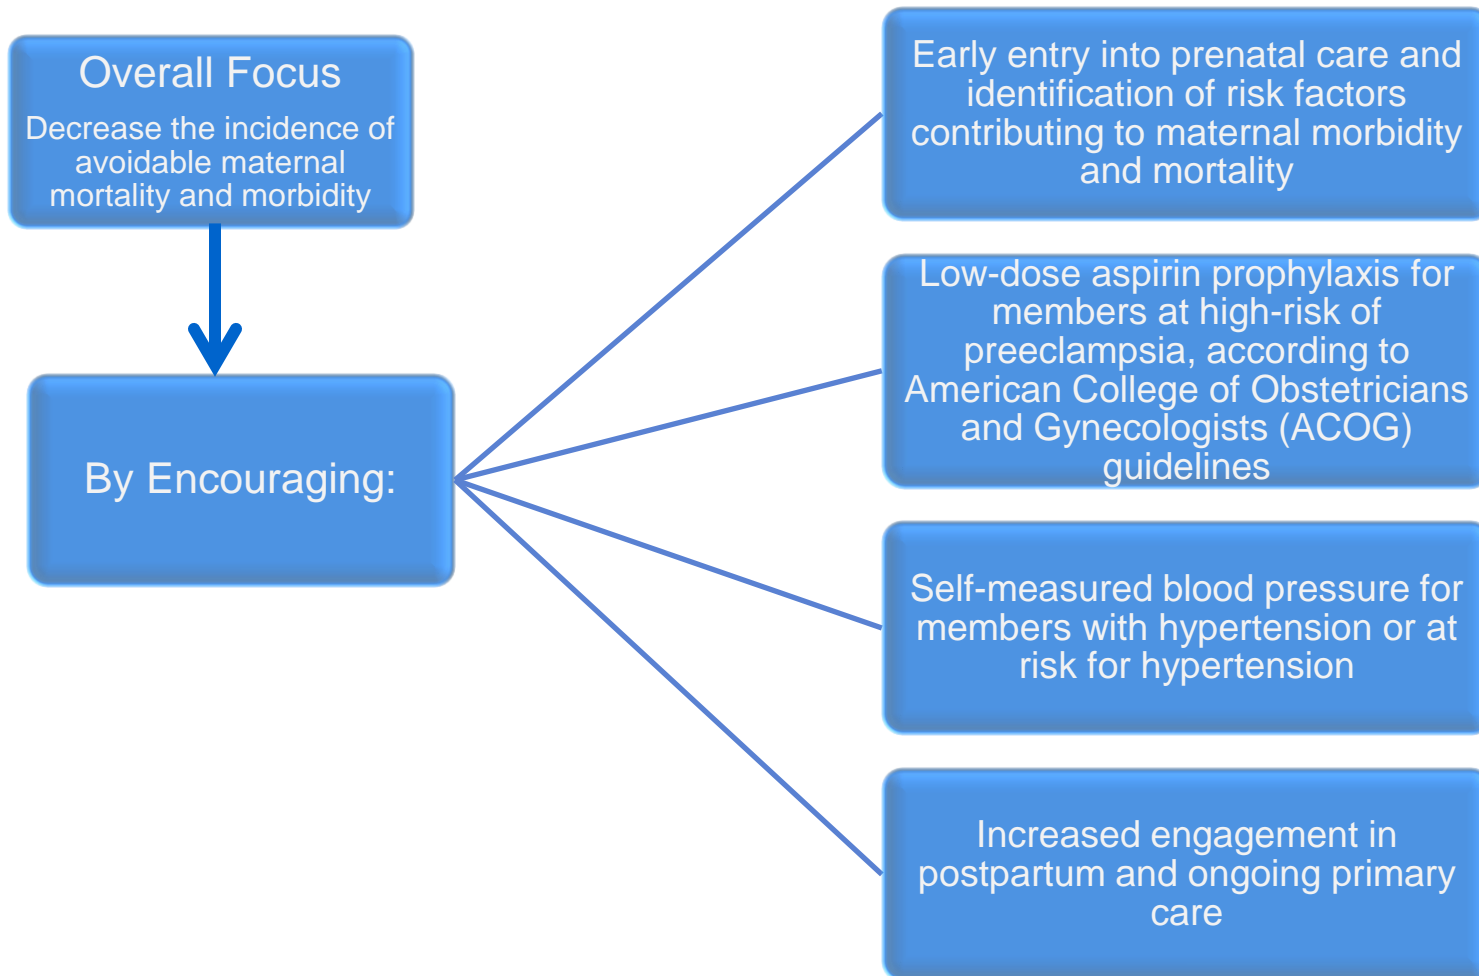 Overall Focus
Decrease the incidence of
avoidable maternal
mortality and morbidity
By Encouraging:
Early entry into prenatal care and
identification of risk factors
contributing to maternal morbidity
and mortality
Low-dose aspirin prophylaxis for
members at high-risk of
preeclampsia, according to
American College of Obstetricians
and Gynecologists (ACOG)
guidelines
Self-measured blood pressure for
members with hypertension or at
risk for hypertension
Increased engagement in
postpartum and ongoing primary
care